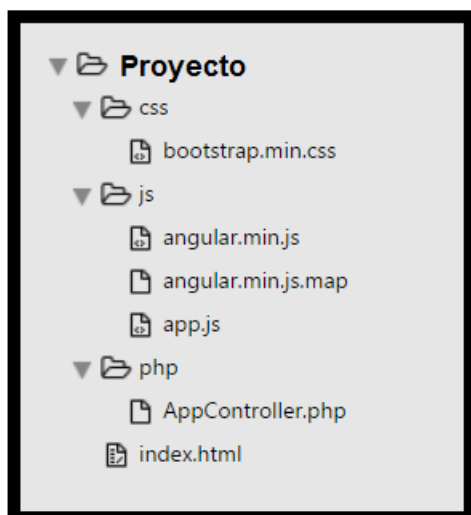 Proyecto
css
bootstrap.min.css
js
angular.min.js
angular.min.js.map
app.js
php
AppController.php
index.html